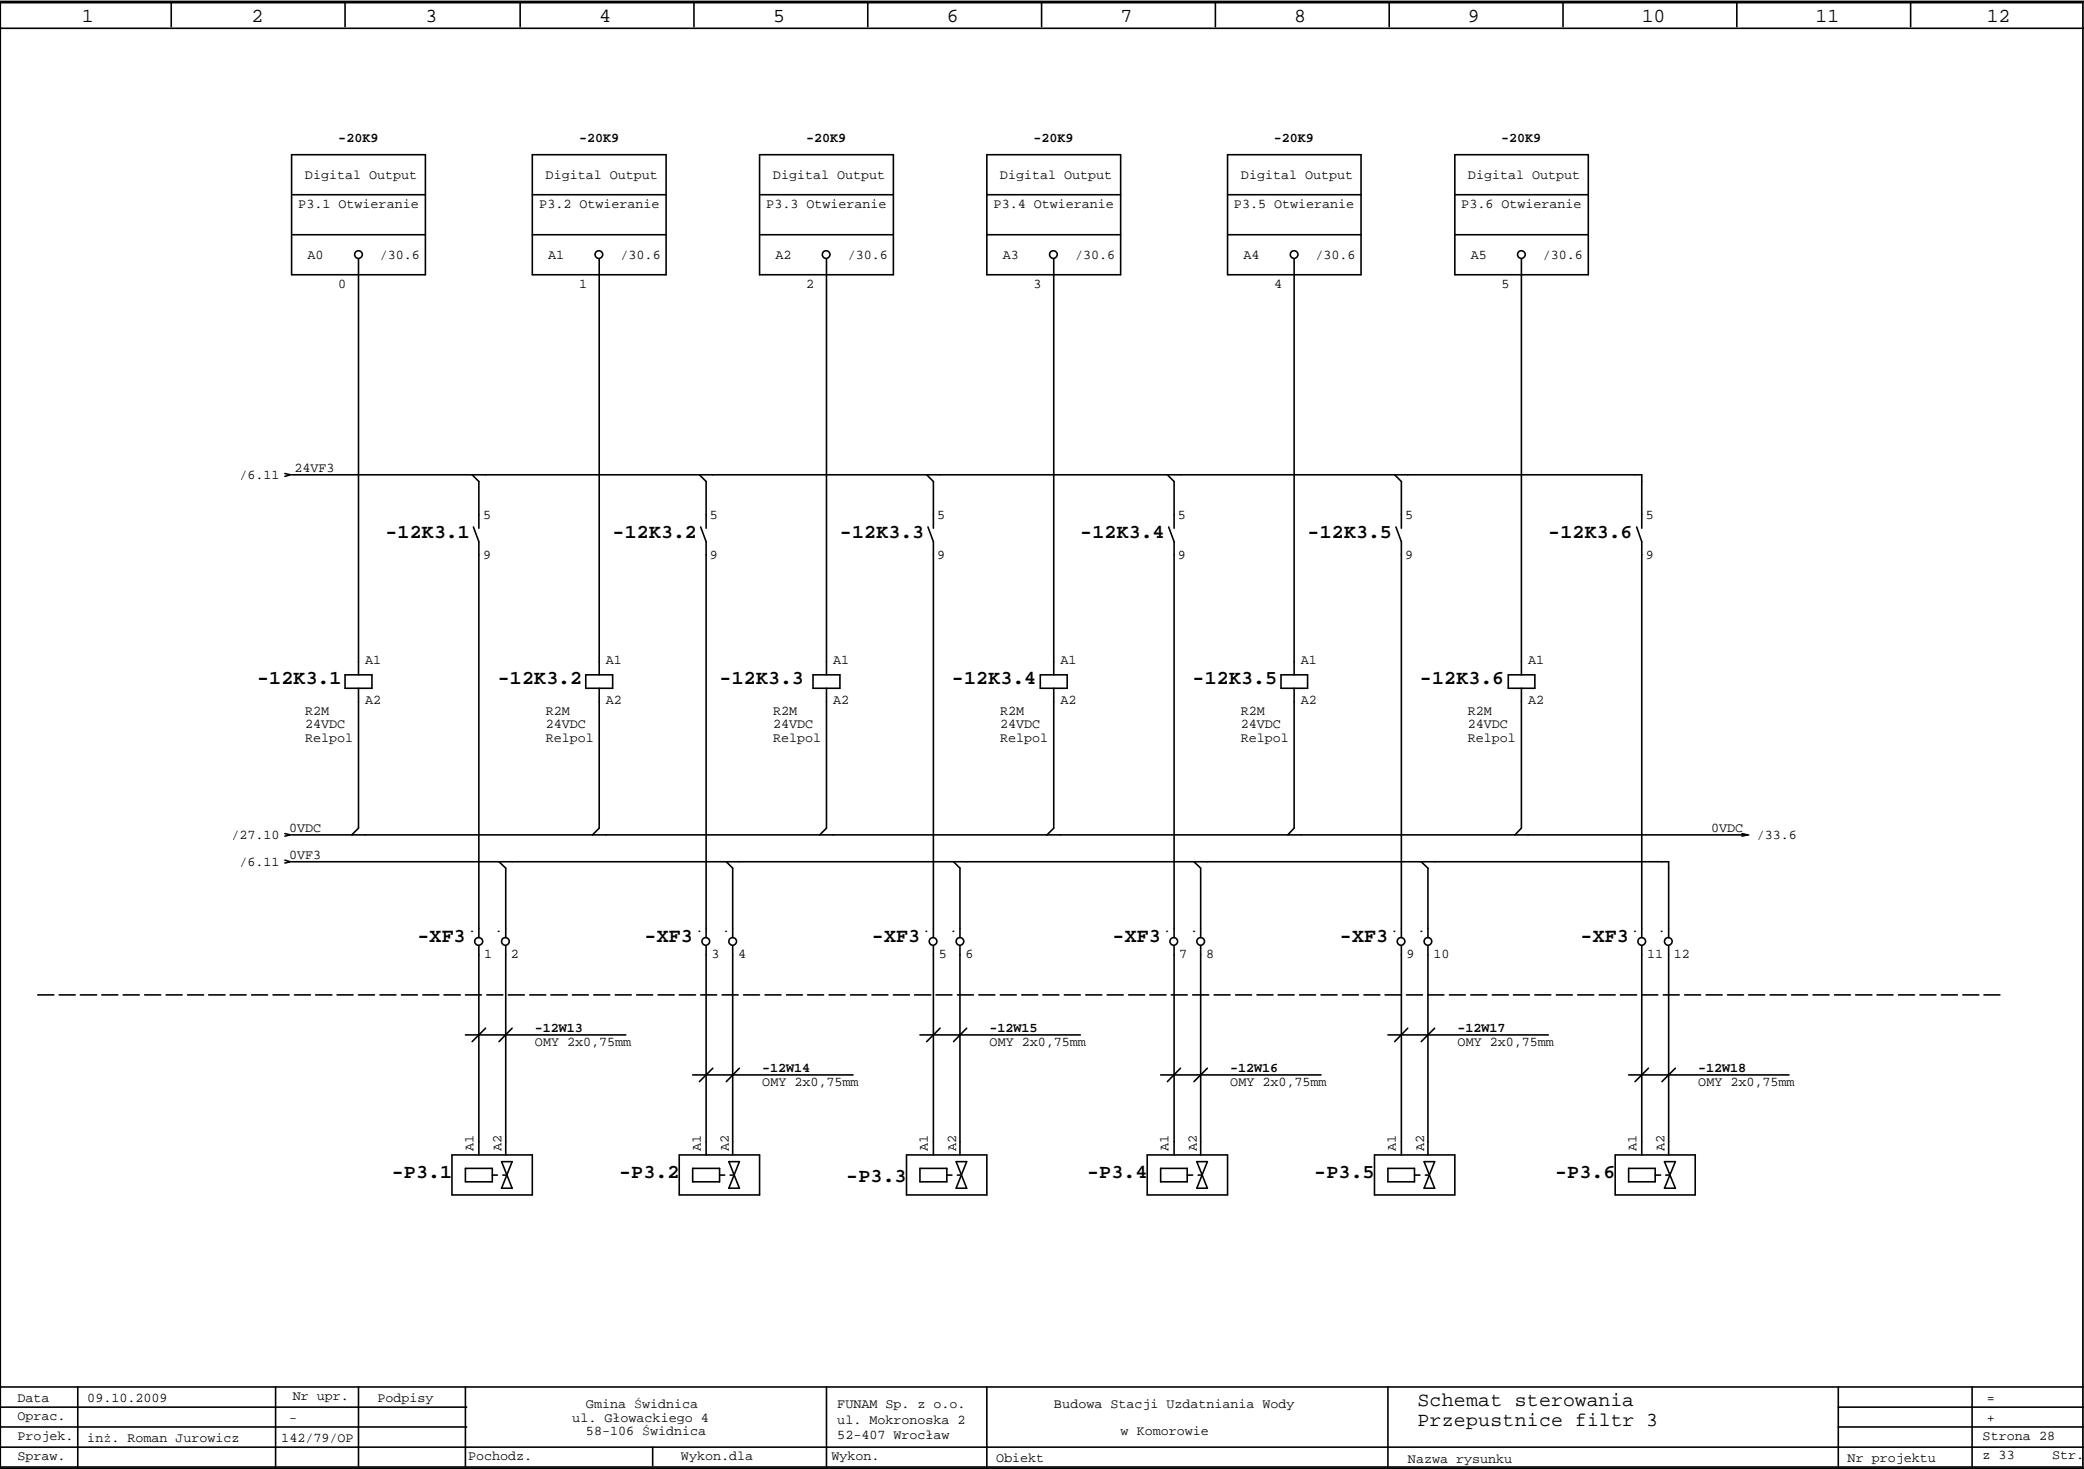 1 2 3 4 5 6 7 8 9 10 11 12
-20K9 -20K9 -20K9 -20K9 -20K9 -20K9
Digital Output Digital Output Digital Output Digital Output Digital Output Digital Output
P3.1 Otwieranie P3.2 Otwieranie P3.3 Otwieranie P3.4 Otwieranie P3.5 Otwieranie P3.6 Otwieranie
A0 /30.6 A1 /30.6 A2 /30.6 A3 /30.6 A4 /30.6 A5 /30.6
0 1 2 3 4 5
/6.11 24VF3
5 5 5 5 5 5
-12K3.1 -12K3.2 -12K3.3 -12K3.4 -12K3.5 -12K3.6
9 9 9 9 9 9
A1 A1 A1 A1 A1 A1
-12K3.1 -12K3.2 -12K3.3 -12K3.4 -12K3.5 -12K3.6
A2 A2 A2 A2 A2 A2
R2M R2M R2M R2M R2M R2M
24VDC 24VDC 24VDC 24VDC 24VDC 24VDC
Relpol Relpol Relpol Relpol Relpol Relpol
/27.10 0VDC 0VDC /33.6
/6.11 0VF3
-XF3 -XF3 -XF3 -XF3 -XF3 -XF3
1 2 3 4 5 6 7 8 9 10 11 12
-12W13 -12W15 -12W17
OMY 2x0,75mm OMY 2x0,75mm OMY 2x0,75mm
-12W14 -12W16 -12W18
OMY 2x0,75mm OMY 2x0,75mm OMY 2x0,75mm
A1 A2 A1 A2 A1 A2 A1 A2 A1 A2 A1 A2
-P3.1 -P3.2 -P3.3 -P3.4 -P3.5 -P3.6
Data 09.10.2009 Nr upr. Podpisy
Oprac. -
Projek. inż. Roman Jurowicz 142/79/OP
Spraw.
Gmina Świdnica
ul. Głowackiego 4
58-106 Świdnica
Pochodz. Wykon.dla
FUNAM Sp. z o.o.
ul. Mokronoska 2
52-407 Wrocław
Wykon.
Budowa Stacji Uzdatniania Wody
w Komorowie
Obiekt
Schemat sterowania
Przepustnice filtr 3
Nazwa rysunku
Nr projektu
=
+
Strona 28
z 33 Str.